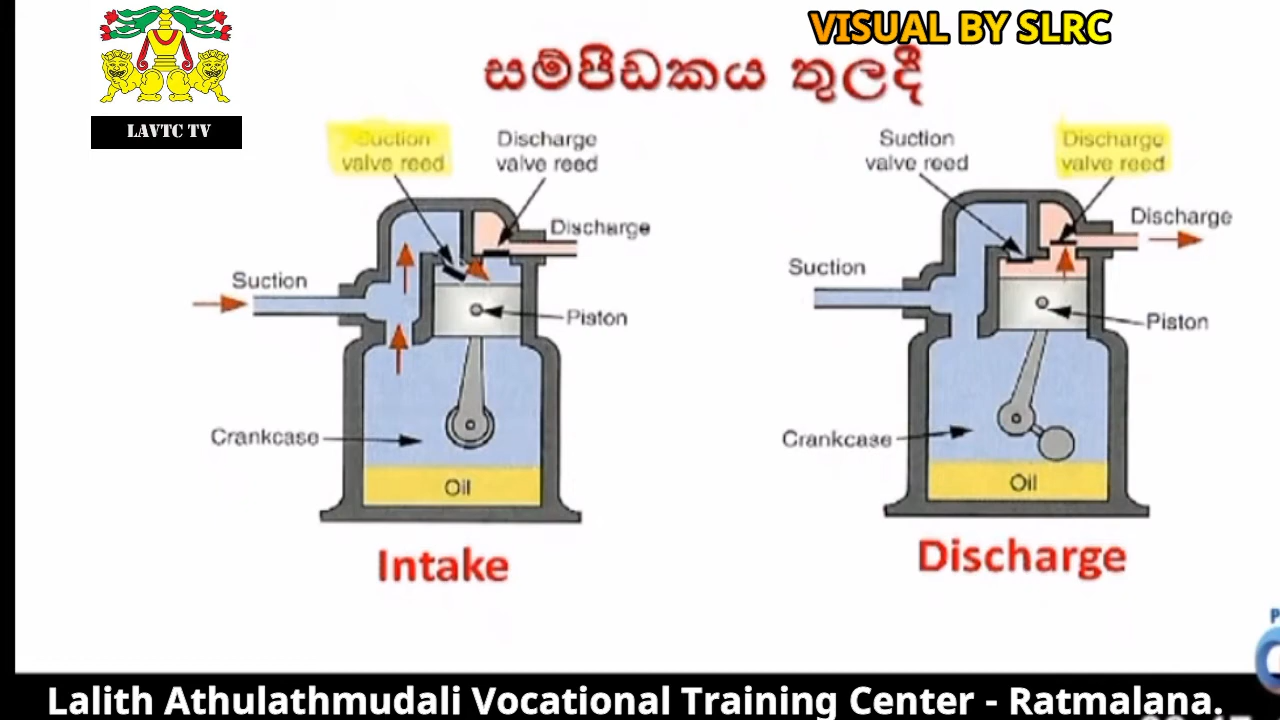 VISUAL BY SLRC
LAVTC TV
සම්පීඩකය තුලදී
Suction
valve reed
Discharge
valve reed
Discharge
Suction
Piston
Crankcase
Oil
Intake
Suction
valve reed
Discharge
valve reed
Discharge
Suction
Piston
Crankcase
Oil
Discharge
Lalith Athulathmudali Vocational Training Center - Ratmalana.